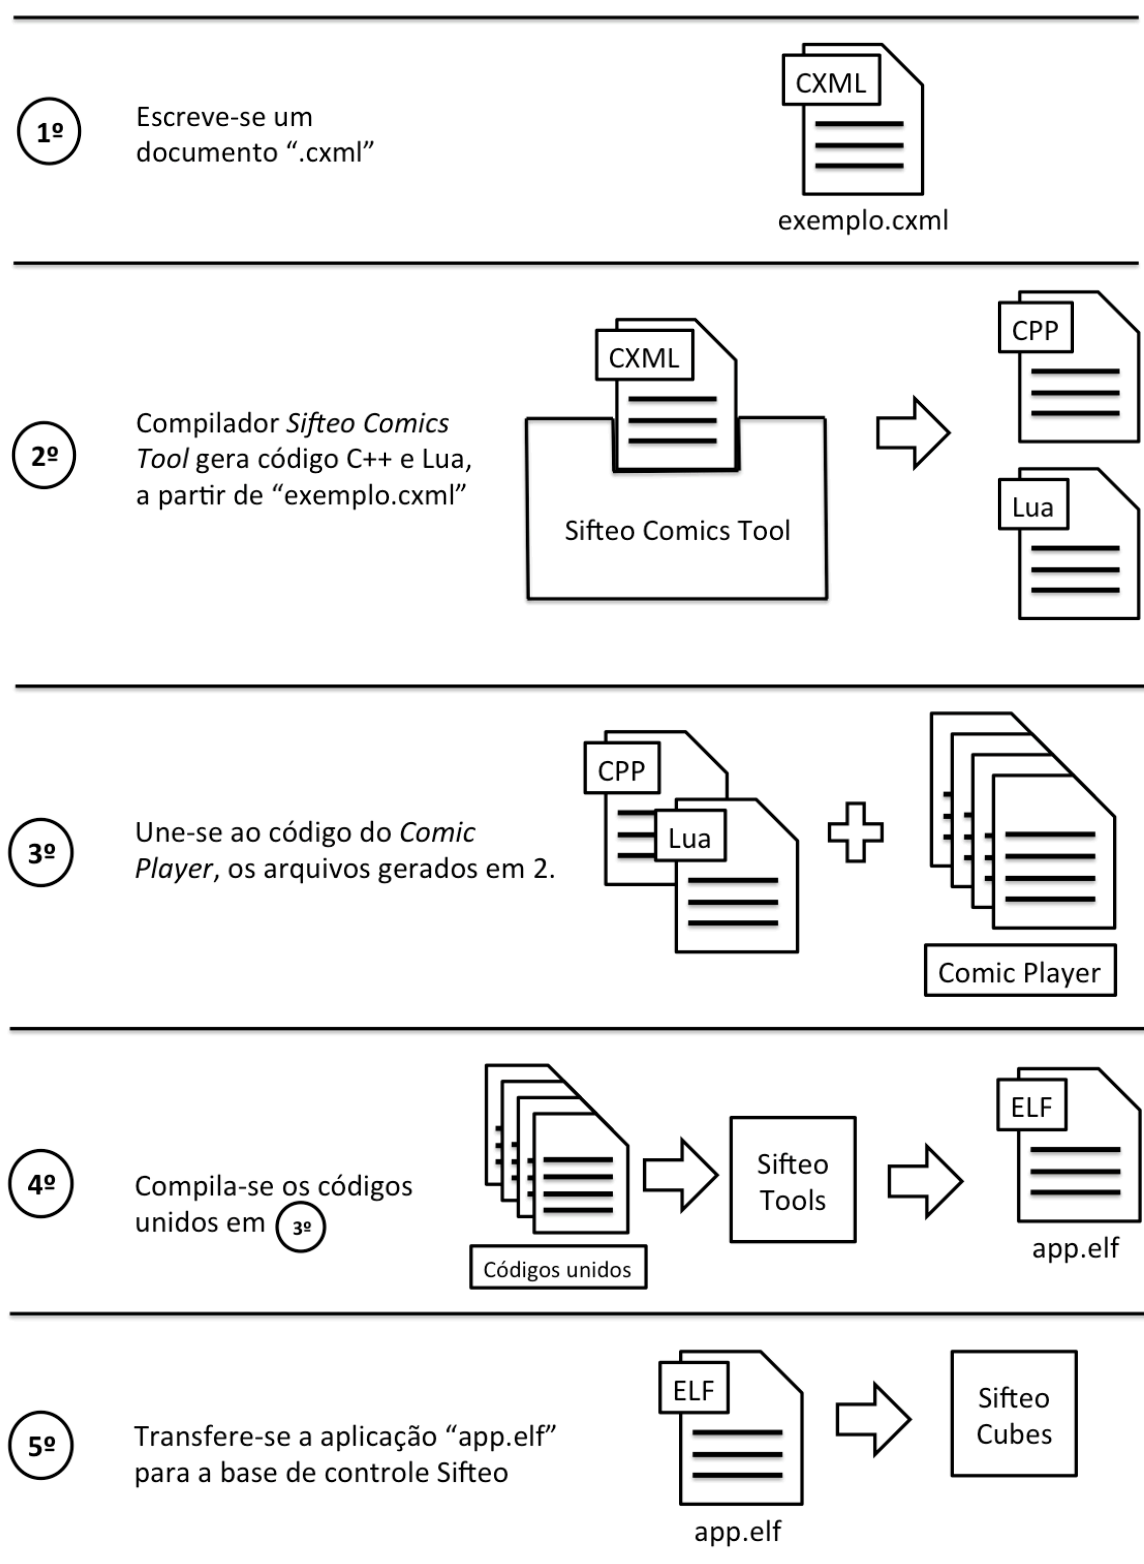 1º
Escreve-se um
documento “.cxml”
CXML
exemplo.cxml
2º
Compilador Sifteo Comics
Tool gera código C++ e Lua,
a partir de “exemplo.cxml”
CXML
Sifteo Comics Tool
CPP
Lua
3º
Une-se ao código do Comic
Player, os arquivos gerados em 2.
CPP
Lua
Comic Player
4º
Compila-se os códigos
unidos em 3º
Códigos unidos
Sifteo
Tools
ELF
app.elf
5º
Transfere-se a aplicação “app.elf”
para a base de controle Sifteo
ELF
app.elf
Sifteo
Cubes